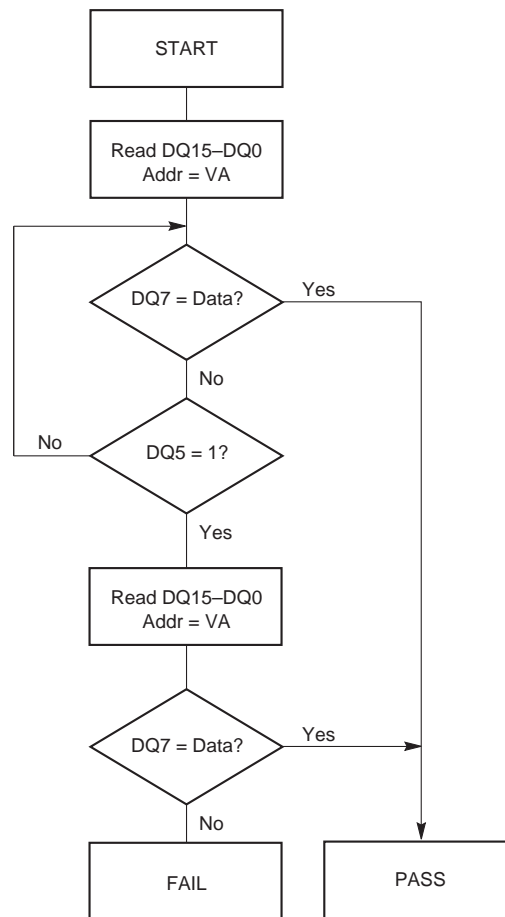 START
Read DQ15–DQ0
Addr = VA
DQ7 = Data?
Yes
No
No
DQ5 = 1?
Yes
Read DQ15–DQ0
Addr = VA
DQ7 = Data?
Yes
No
FAIL
PASS